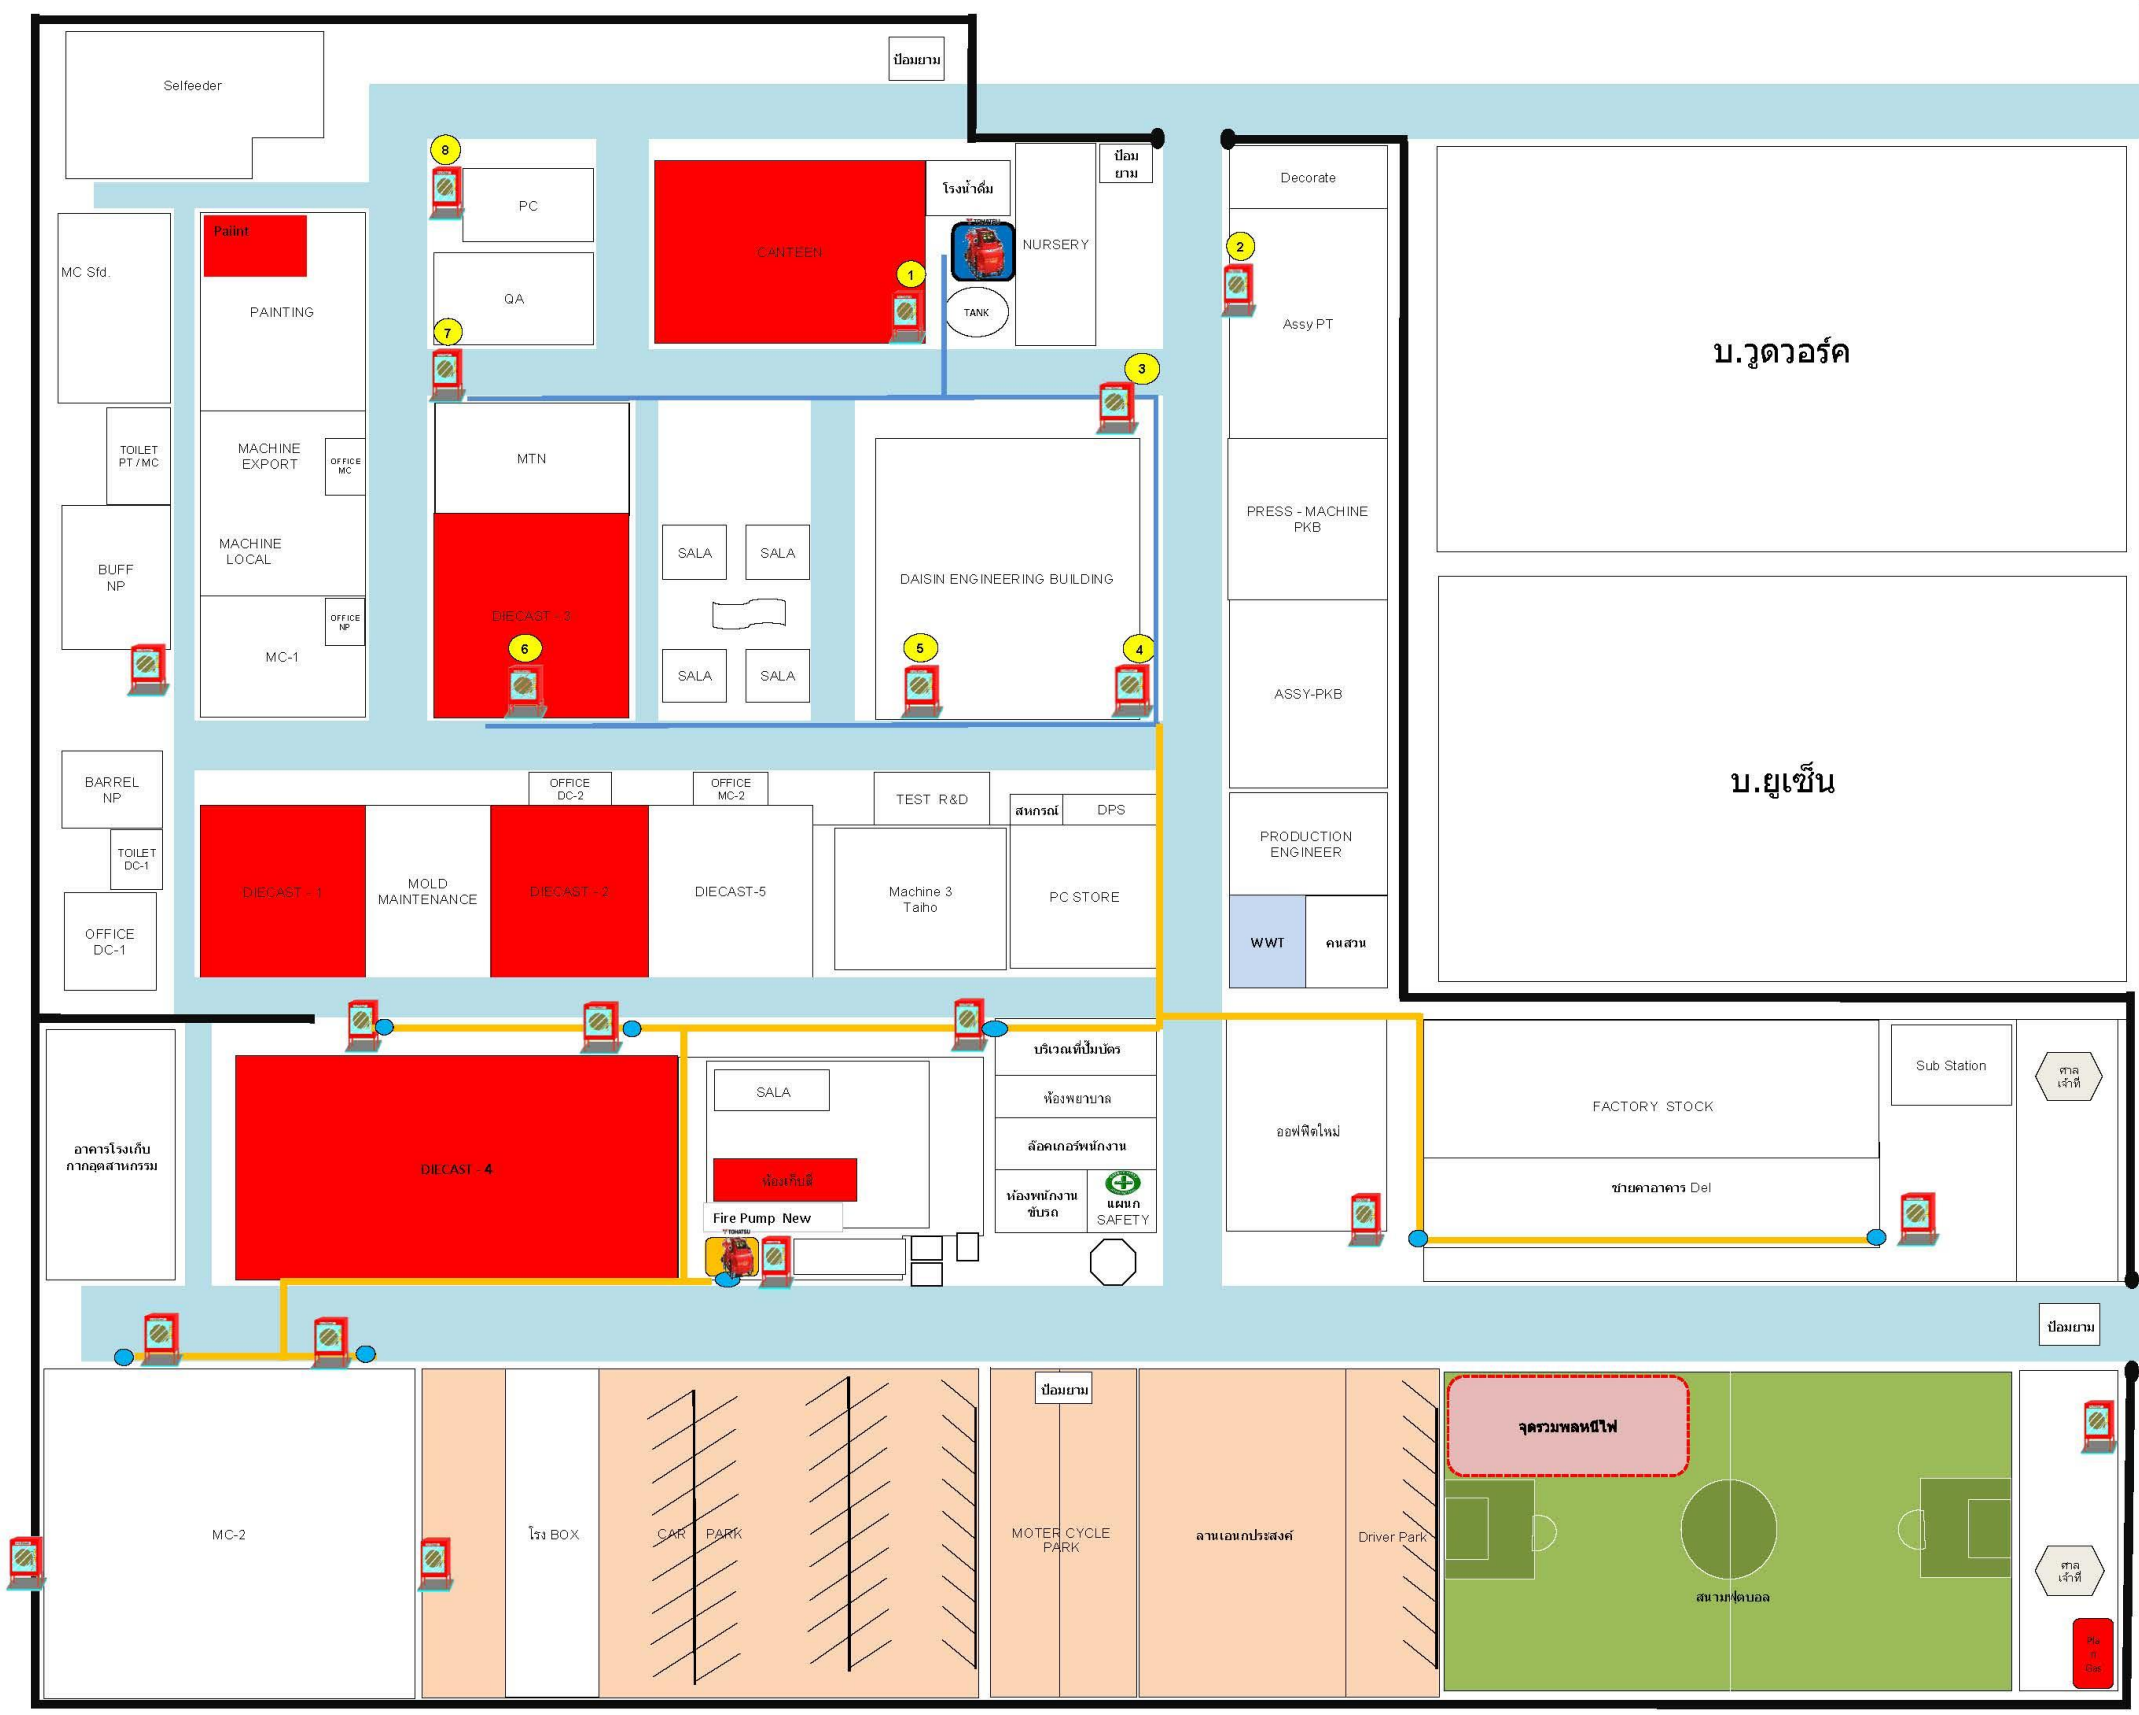 ป้อมยาม
Selfeeder
8
PC
CANTEEN
โรงน้ำดื่ม
ป้อม
ยาม
Decorate
TOHATSU
NURSERY
Paiint
MC Sfd.
PAINTING
QA
1
TANK
2
Assy PT
บ.วูดวอร์ค
7
3
TOILET
PT / MC
MACHINE
EXPORT
OFFICE
MC
MTN
PRESS - MACHINE
PKB
MACHINE
LOCAL
BUFF
NP
SALA
SALA
DAISIN ENGINEERING BUILDING
DIECAST - 3
OFFICE
NP
MC-1
6
SALA
SALA
5
4
ASSY-PKB
บ.ยูเซ็น
BARREL
NP
OFFICE
DC-2
OFFICE
MC-2
TEST R&D
สหกรณ์
DPS
TOILET
DC-1
PRODUCTION
ENGINEER
DIECAST - 1
MOLD
MAINTENANCE
DIECAST - 2
DIECAST-5
Machine 3
Taiho
PC STORE
OFFICE
DC-1
WWT
คนสวน
บริเวณที่ปั๊มบัตร
SALA
ห้องพยาบาล
Sub Station
ศาล
เจ้าที่
FACTORY STOCK
ออฟฟิตใหม่
อาคารโรงเก็บ
กากอุตสาหกรรม
DIECAST - 4
ล๊อคเกอร์พนักงาน
ห้องเก็บสี
ห้องพนักงาน
ขับรถ
แผนก
SAFETY
ชายคาอาคาร Del
Fire Pump New
TOHATSU
ป้อมยาม
ป้อมยาม
จุดรวมพลหนีไฟ
MC-2
โรง BOX
CAR PARK
MOTER CYCLE
PARK
ลานเอนกประสงค์
Driver Park
สนามฟุตบอล
ศาล
เจ้าที่
Pla
n
Gas